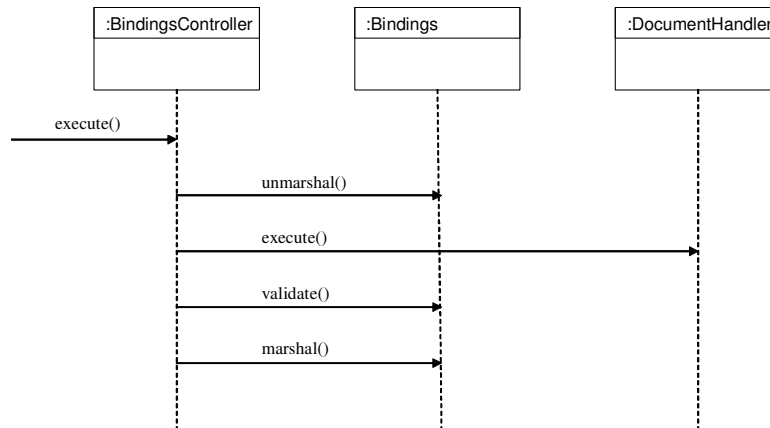 :BindingsController
:Bindings
:DocumentHandler
execute()
unmarshal()
execute()
validate()
marshal()